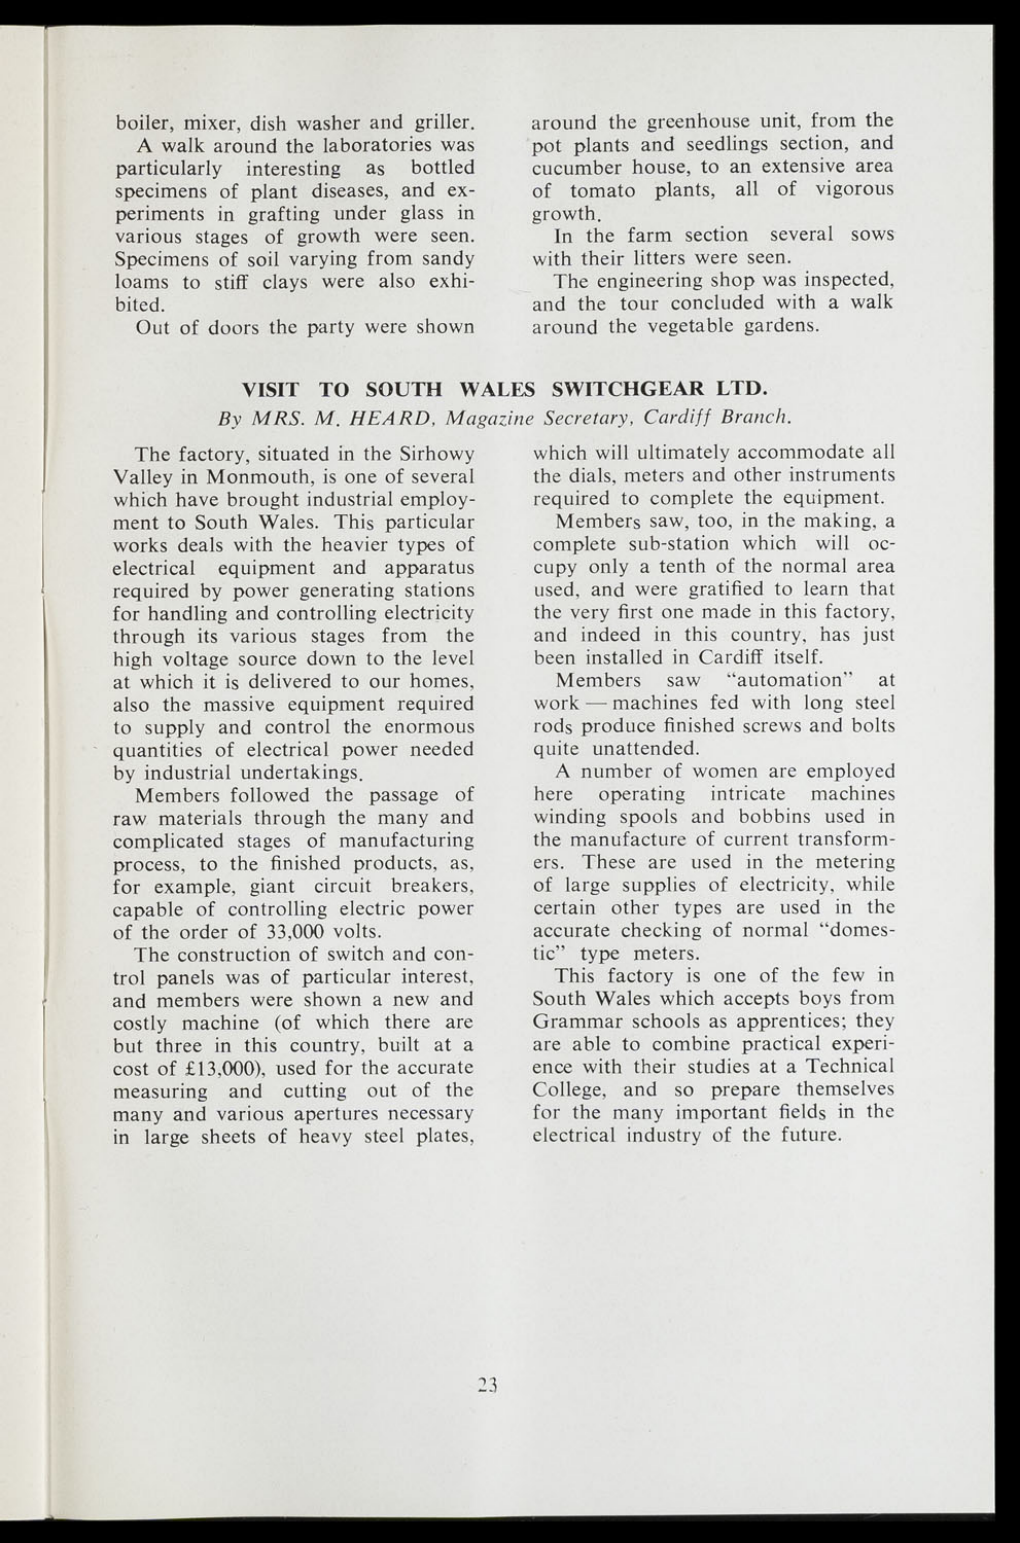 boiler, mixer, dish washer and griller.
A walk around the laboratories was
particularly interesting as bottled
specimens of plant diseases, and ex-
periments in grafting under glass in
various stages of growth were seen.
Specimens of soil varying from sandy
loams to stiff clays were also exhi-
bited.
Out of doors the party were shown
around the greenhouse unit, from the
pot plants and seedlings section, and
cucumber house, to an extensive area
of tomato plants, all of vigorous
growth.
In the farm section several sows
with their litters were seen.
The engineering shop was inspected,
and the tour concluded with a walk
around the vegetable gardens.
VISIT TO SOUTH WALES SWITCHGEAR LTD.
By MRS. M. HEARD, Magazine Secretary, Cardiff Branch.
The factory, situated in the Sirhowy
Valley in Monmouth, is one of several
which have brought industrial employ-
ment to South Wales. This particular
works deals with the heavier types of
electrical equipment and apparatus
required by power generating stations
for handling and controlling electricity
through its various stages from the
high voltage source down to the level
at which it is delivered to our homes,
also the massive equipment required
to supply and control the enormous
quantities of electrical power needed
by industrial undertakings.
Members followed the passage of
raw materials through the many and
complicated stages of manufacturing
process, to the finished products, as,
for example, giant circuit breakers,
capable of controlling electric power
of the order of 33,000 volts.
The construction of switch and con-
trol panels was of particular interest,
and members were shown a new and
costly machine (of which there are
but three in this country, built at a
cost of £13,000), used for the accurate
measuring and cutting out of the
many and various apertures necessary
in large sheets of heavy steel plates,
which will ultimately accommodate all
the dials, meters and other instruments
required to complete the equipment.
Members saw, too, in the making, a
complete sub-station which will oc-
cupy only a tenth of the normal area
used, and were gratified to learn that
the very first one made in this factory,
and indeed in this country, has just
been installed in Cardiff itself.
Members saw "automation" at
work — machines fed with long steel
rods produce finished screws and bolts
quite unattended.
A number of women are employed
here operating intricate machines
winding spools and bobbins used in
the manufacture of current transform-
ers. These are used in the metering
of large supplies of electricity, while
certain other types are used in the
accurate checking of normal "domes-
tic" type meters.
This factory is one of the few in
South Wales which accepts boys from
Grammar schools as apprentices; they
are able to combine practical experi-
ence with their studies at a Technical
College, and so prepare themselves
for the many important fields in the
electrical industry of the future.
23